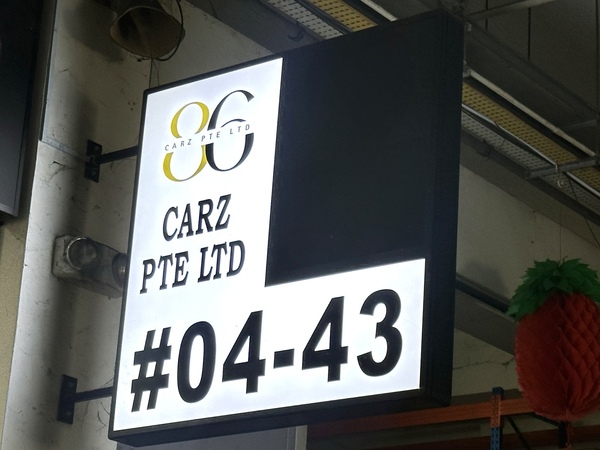 86
CARZ PTE LTD
CARZ
PTE LTD
#04-43